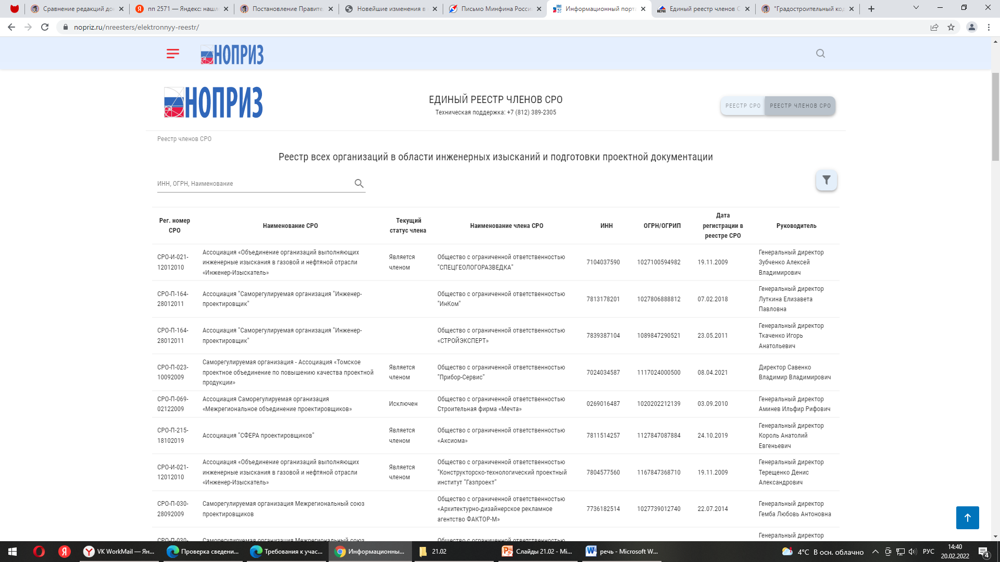 Сравнение редакций до
пп 2571 — Яндекс: нашл
Постановление Правите
Новейшие изменения в
Письмо Минфина Росси
Информационный порта
Единый реестр членов С
"Градостроительный код
nopriz.ru/nreesters/elektronnyy-reestr/
НОПРИЗ
НОПРИЗ
ЕДИНЫЙ РЕЕСТР ЧЛЕНОВ СРО
Техническая поддержка: +7 (812) 389-2305
РЕЕСТР СРО
РЕЕСТР ЧЛЕНОВ СРО
Реестр членов СРО
Реестр всех организаций в области инженерных изысканий и подготовки проектной документации
ИНН, ОГРН, Наименование
Рег. номер
СРО
Наименование СРО
Текущий
статус члена
Наименование члена СРО
ИНН
ОГРН/ОГРИП
Дата
регистрации в
реестре СРО
Руководитель
СРО-И-021-
12012010
Ассоциация «Объединение организаций выполняющих
инженерные изыскания в газовой и нефтяной отрасли
«Инженер-Изыскатель»
Является
членом
Общество с ограниченной ответственностью
"СПЕЦГЕОЛОГОРАЗВЕДКА"
7104037590
1027100594982
19.11.2009
Генеральный директор
Зубченко Алексей
Владимирович
СРО-П-164-
28012011
Ассоциация "Саморегулируемая организация "Инженер-
проектировщик"
Общество с ограниченной ответственностью
"ИнКом"
7813178201
1027806888812
07.02.2018
Генеральный директор
Луткина Елизавета
Павловна
СРО-П-164-
28012011
Ассоциация "Саморегулируемая организация "Инженер-
проектировщик"
Общество с ограниченной ответственностью
«СТРОЙЭКСПЕРТ»
7839387104
1089847290521
23.05.2011
Генеральный директор
Ткаченко Игорь
Анатольевич
СРО-П-023-
10092009
Саморегулируемая организация - Ассоциация «Томское
проектное объединение по повышению качества проектной
продукции»
Является
членом
Общество с ограниченной ответственностью
"Прибор-Сервис"
7024034587
1117024000500
08.04.2021
Директор Савенко
Владимир Владимирович
СРО-П-069-
02122009
Ассоциация Саморегулируемая организация
«Межрегиональное объединение проектировщиков»
Исключен
Общество с ограниченной ответственностью
Строительная фирма «Мечта»
0269016487
1020202212139
03.09.2010
Генеральный директор
Аминев Ильфир Рифович
СРО-П-215-
18102019
Ассоциация "СФЕРА проектировщиков"
Является
членом
Общество с ограниченной ответственностью
«Аксиома»
7811514257
1127847087884
24.10.2019
Генеральный директор
Король Анатолий
Евгеньевич
СРО-И-021-
12012010
Ассоциация «Объединение организаций выполняющих
инженерные изыскания в газовой и нефтяной отрасли
«Инженер-Изыскатель»
Является
членом
Общество с ограниченной ответственностью
"Конструкторско-технологический проектный
институт "Газпроект"
7804577560
1167847368710
19.11.2009
Генеральный директор
Терещенко Денис
Александрович
СРО-П-030-
28092009
Саморегулируемая организация Межрегиональный союз
проектировщиков
Общество с ограниченной ответственностью
«Архитектурно-дизайнерское рекламное
агентство ФАКТОР-М»
7736182514
1027739012740
22.07.2014
Генеральный директор
Гемба Любовь Антоновна
СРО-П-030-
Саморегулируемая организация Межрегиональный союз
Общество с ограниченной ответственностью
Генеральный директор
VK WorkMail — Ян...
Проверка сведени...
Требования к учас...
Информационны...
21.02
Слайды 21.02 - Mi...
речь - Microsoft W...
4°C В осн. облачно
РУС
14:40
20.02.2022
4